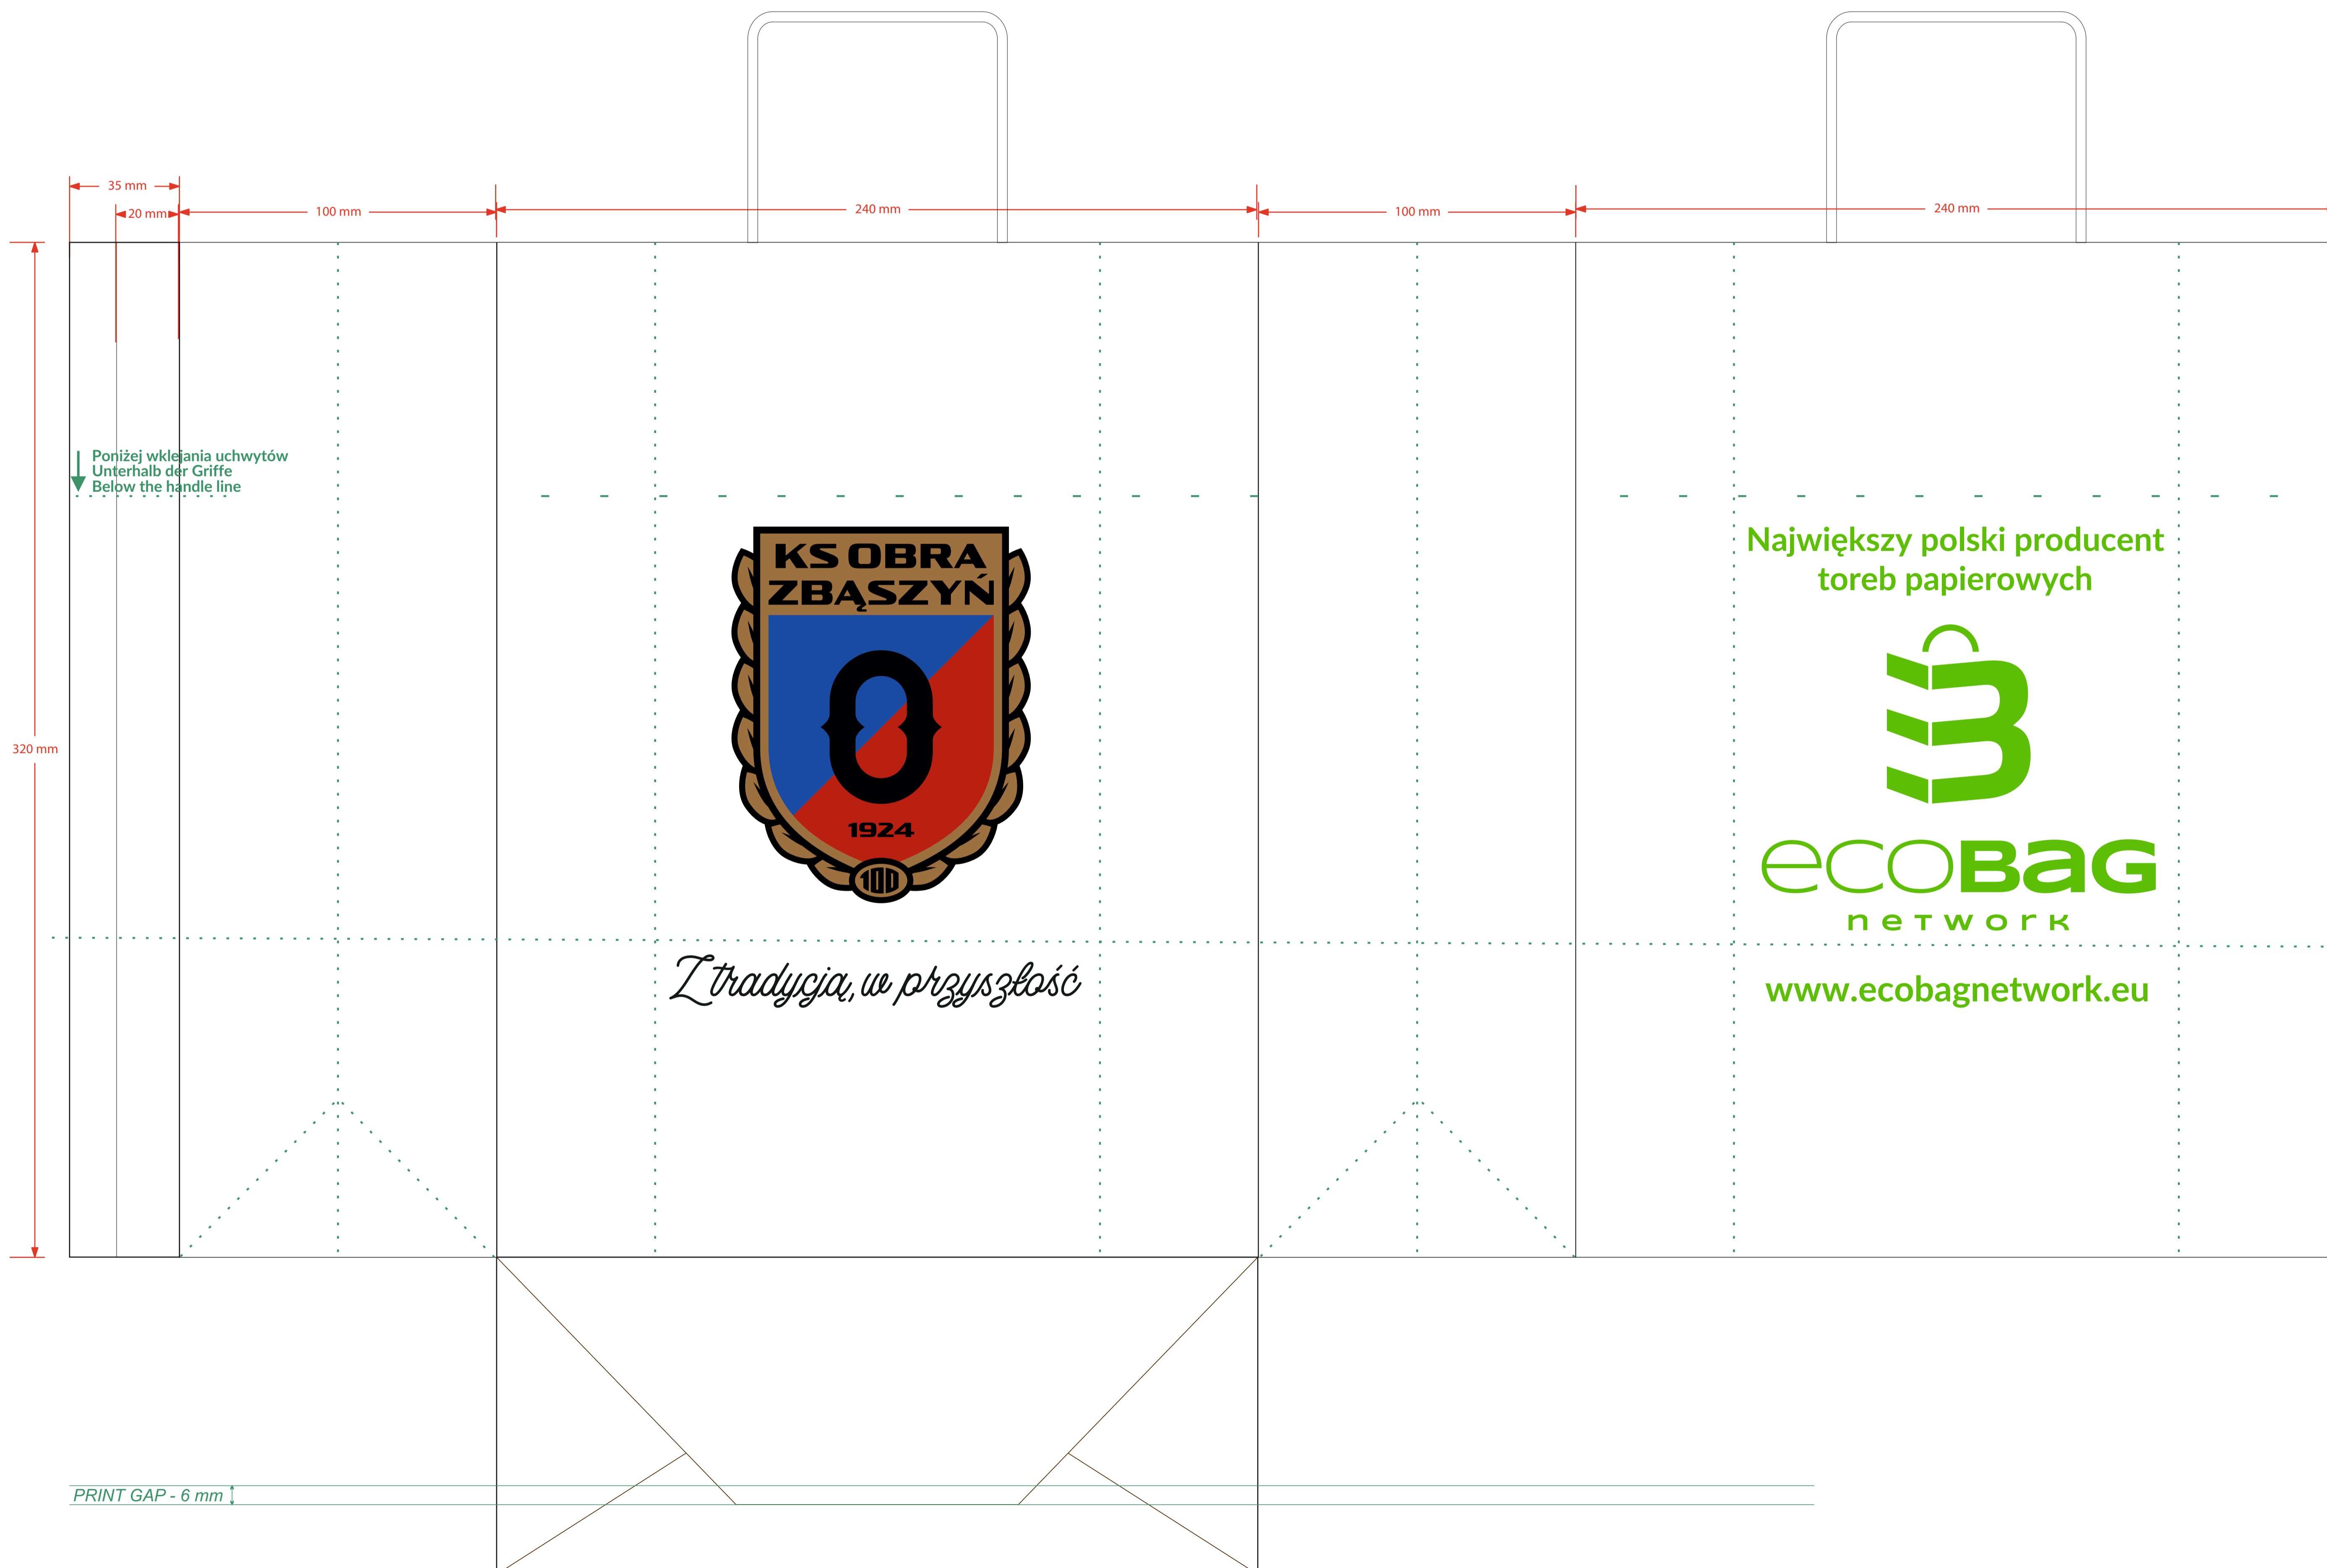 35 mm
20 mm
100 mm
240 mm
100 mm
240 mm
320 mm
Poniżej wklejania uchwytów
Unterhalb der Griffe
Below the handle line
KS OBRA
ZBĄSZYŃ
O
1924
100
Z tradycją, w przyszłość
Największy polski producent
toreb papierowych
ecoBaG
neTworK
www.ecobagnetwork.eu
PRINT GAP - 6 mm